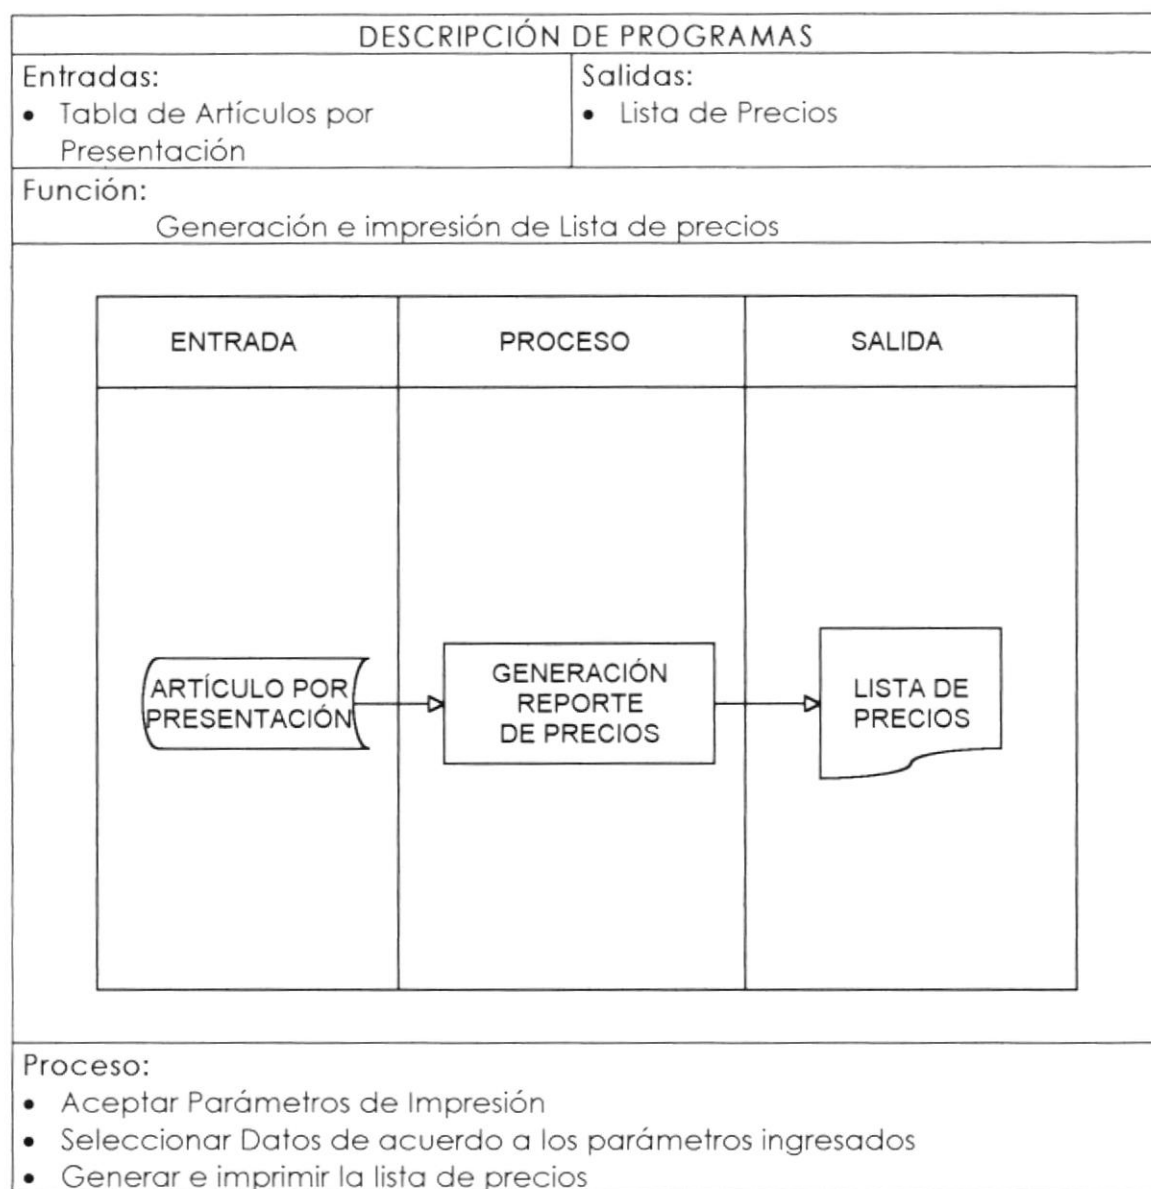 DESCRIPCIÓN DE PROGRAMAS
Entradas:
• Tabla de Artículos por
Presentación
Salidas:
• Lista de Precios
Función:
Generación e impresión de Lista de precios
ENTRADA
PROCESO
SALIDA
ARTÍCULO POR
PRESENTACIÓN
GENERACIÓN
REPORTE
DE PRECIOS
LISTA DE
PRECIOS
Proceso:
• Aceptar Parámetros de Impresión
• Seleccionar Datos de acuerdo a los parámetros ingresados
• Generar e imprimir la lista de precios